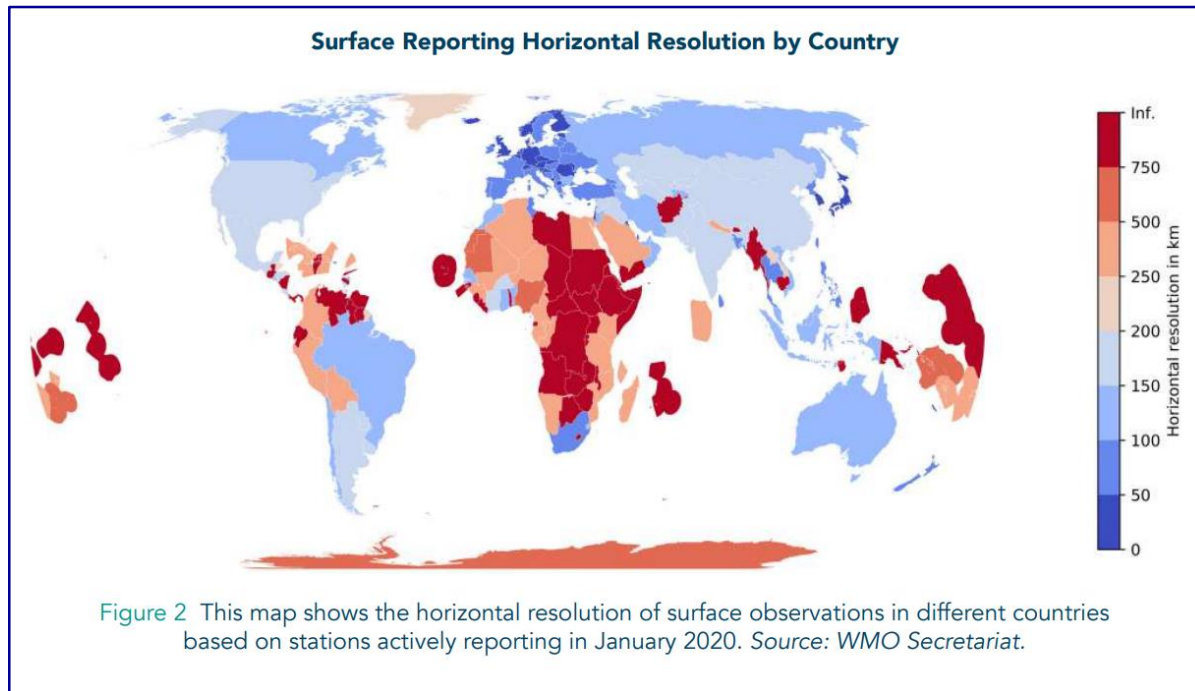 Surface Reporting Horizontal Resolution by Country
Inf.
750
500
250
200
150
100
50
0
Horizontal resolution in km
Figure 2 This map shows the horizontal resolution of surface observations in different countries
based on stations actively reporting in January 2020. Source: WMO Secretariat.